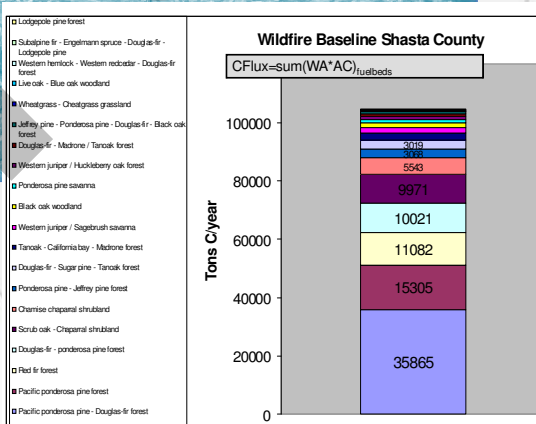 Lodgepole pine forest
Subalpine fir - Engelmann spruce - Douglas-fir -
Lodgepole pine
Western hemlock - Western redcedar - Douglas-fir
forest
Live oak - Blue oak woodland
Wheatgrass - Cheatgrass grassland
Jeffrey pine - Ponderosa pine - Douglas-fir - Black oak
forest
Douglas-fir - Madrone / Tanoak forest
Western juniper / Huckleberry oak forest
Ponderosa pine savanna
Black oak woodland
Western juniper / Sagebrush savanna
Tanoak - California bay - Madrone forest
Douglas-fir - Sugar pine - Tanoak forest
Ponderosa pine - Jeffrey pine forest
Chamise chaparral shrubland
Scrub oak - Chaparral shrubland
Douglas-fir - ponderosa pine forest
Red fir forest
Pacific ponderosa pine forest
Pacific ponderosa pine - Douglas-fir forest
Wildfire Baseline Shasta County
CFlux=sum(WA*AC)fuelbeds
Tons C/year
100000
80000
60000
40000
20000
0
3019
5543
9971
10021
11082
15305
35865